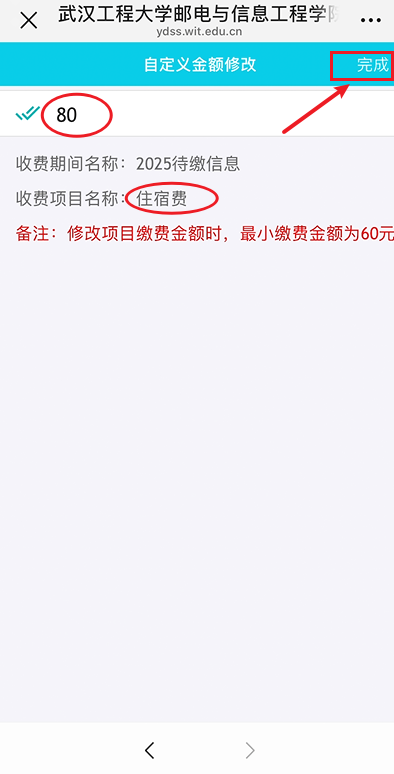 武汉工程大学邮电与信息工程学院
ydss.wit.edu.cn
自定义金额修改 完成
80
收费期间名称：2025待缴信息
收费项目名称：住宿费
备注：修改项目缴费金额时，最小缴费金额为60元